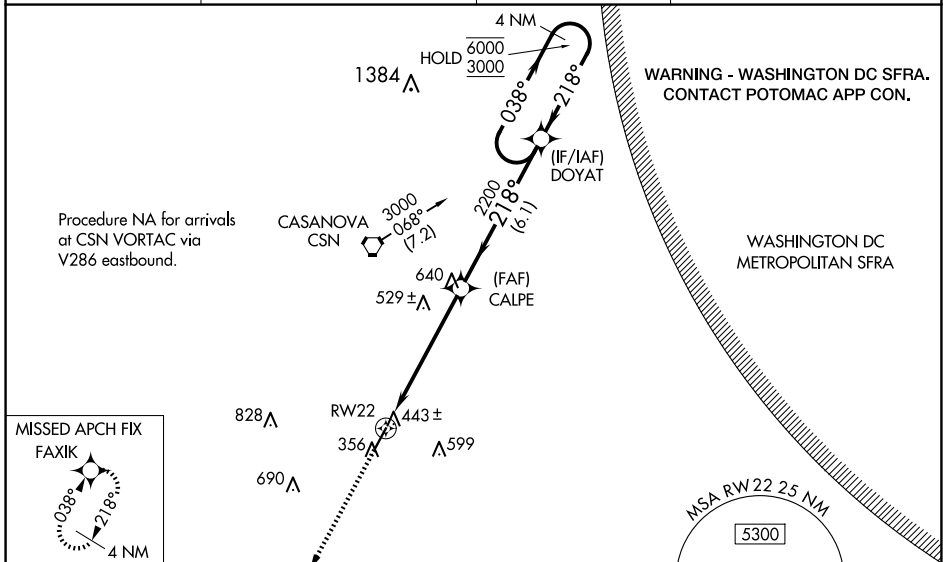 4 NM
HOLD 6000
3000
1384
038°
218°
WARNING - WASHINGTON DC SFRA.
CONTACT POTOMAC APP CON.
(IF/IAF)
DOYAT
2200
218°
(6.1)
Procedure NA for arrivals
at CSN VORTAC via
V286 eastbound.
CASANOVA
CSN
3000
068°
(7.2)
WASHINGTON DC
METROPOLITAN SFRA
640
(FAF)
CALPE
529 ±
RW22
443 ±
828
356
599
690
MISSED APCH FIX
FAXIK
038°
218°
4 NM
MSA RW 22 25 NM
5300